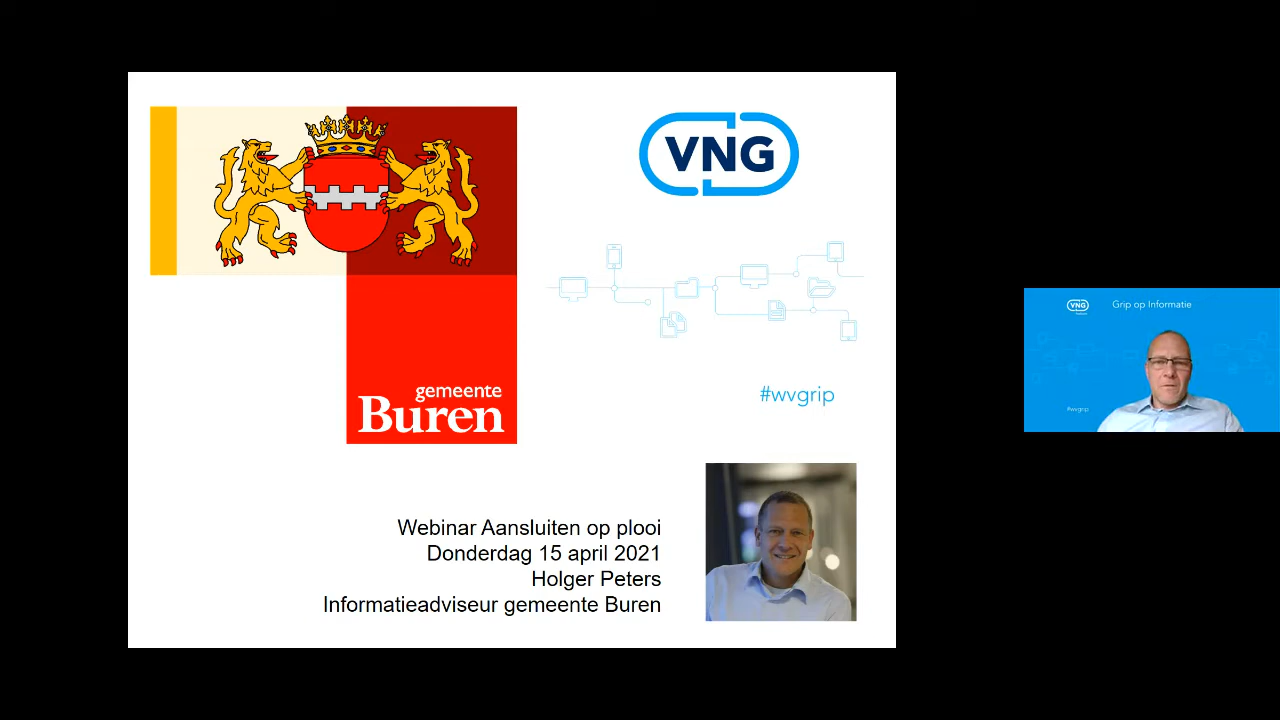 VNG
gemeente
Buren
#wvgrip
Webinar Aansluiten op plooi
Donderdag 15 april 2021
Holger Peters
Informatieadviseur gemeente Buren
VNG
Grip op Informatie
#wvgrip